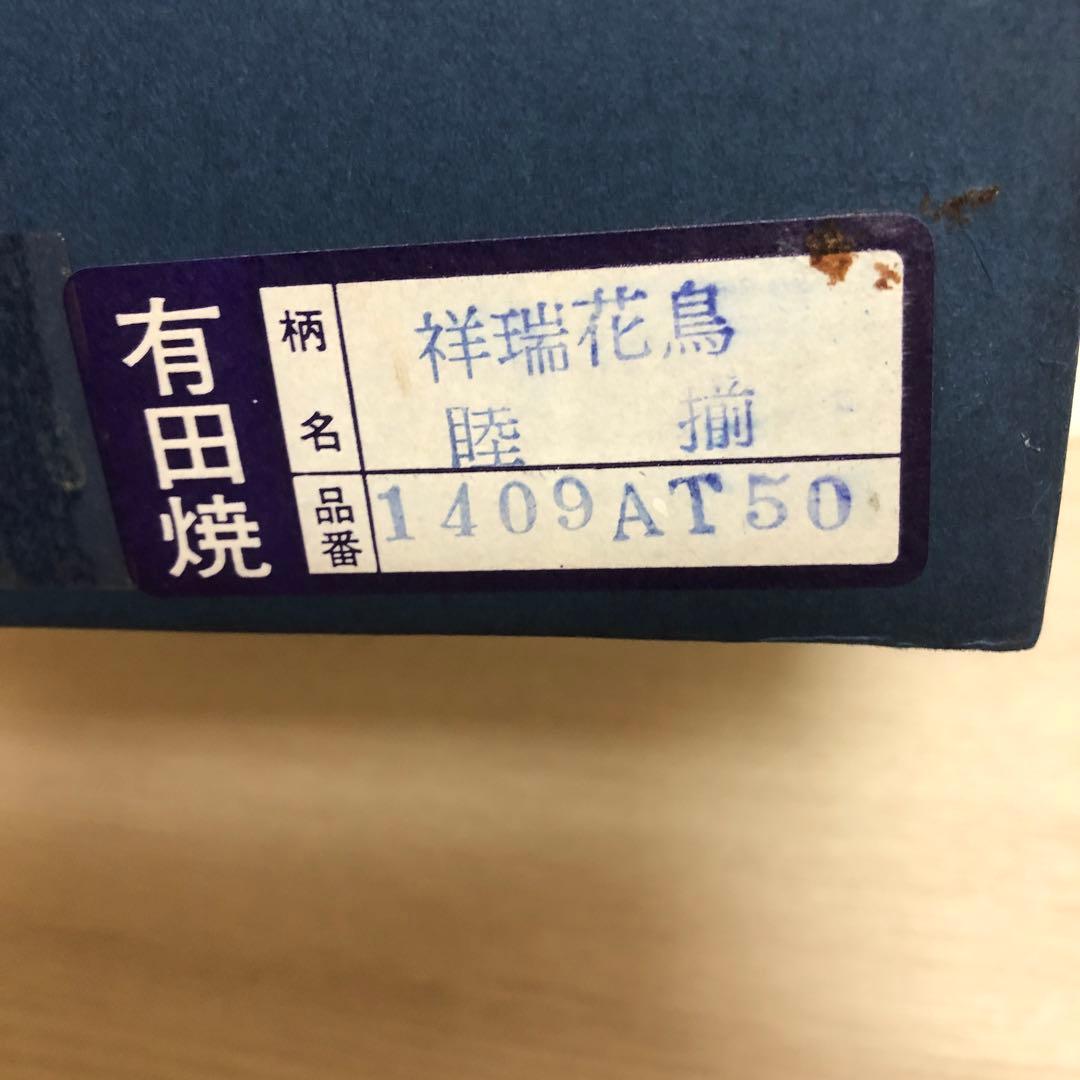 有田焼
柄名
祥瑞花鳥
睦 揃
品番
1409AT50